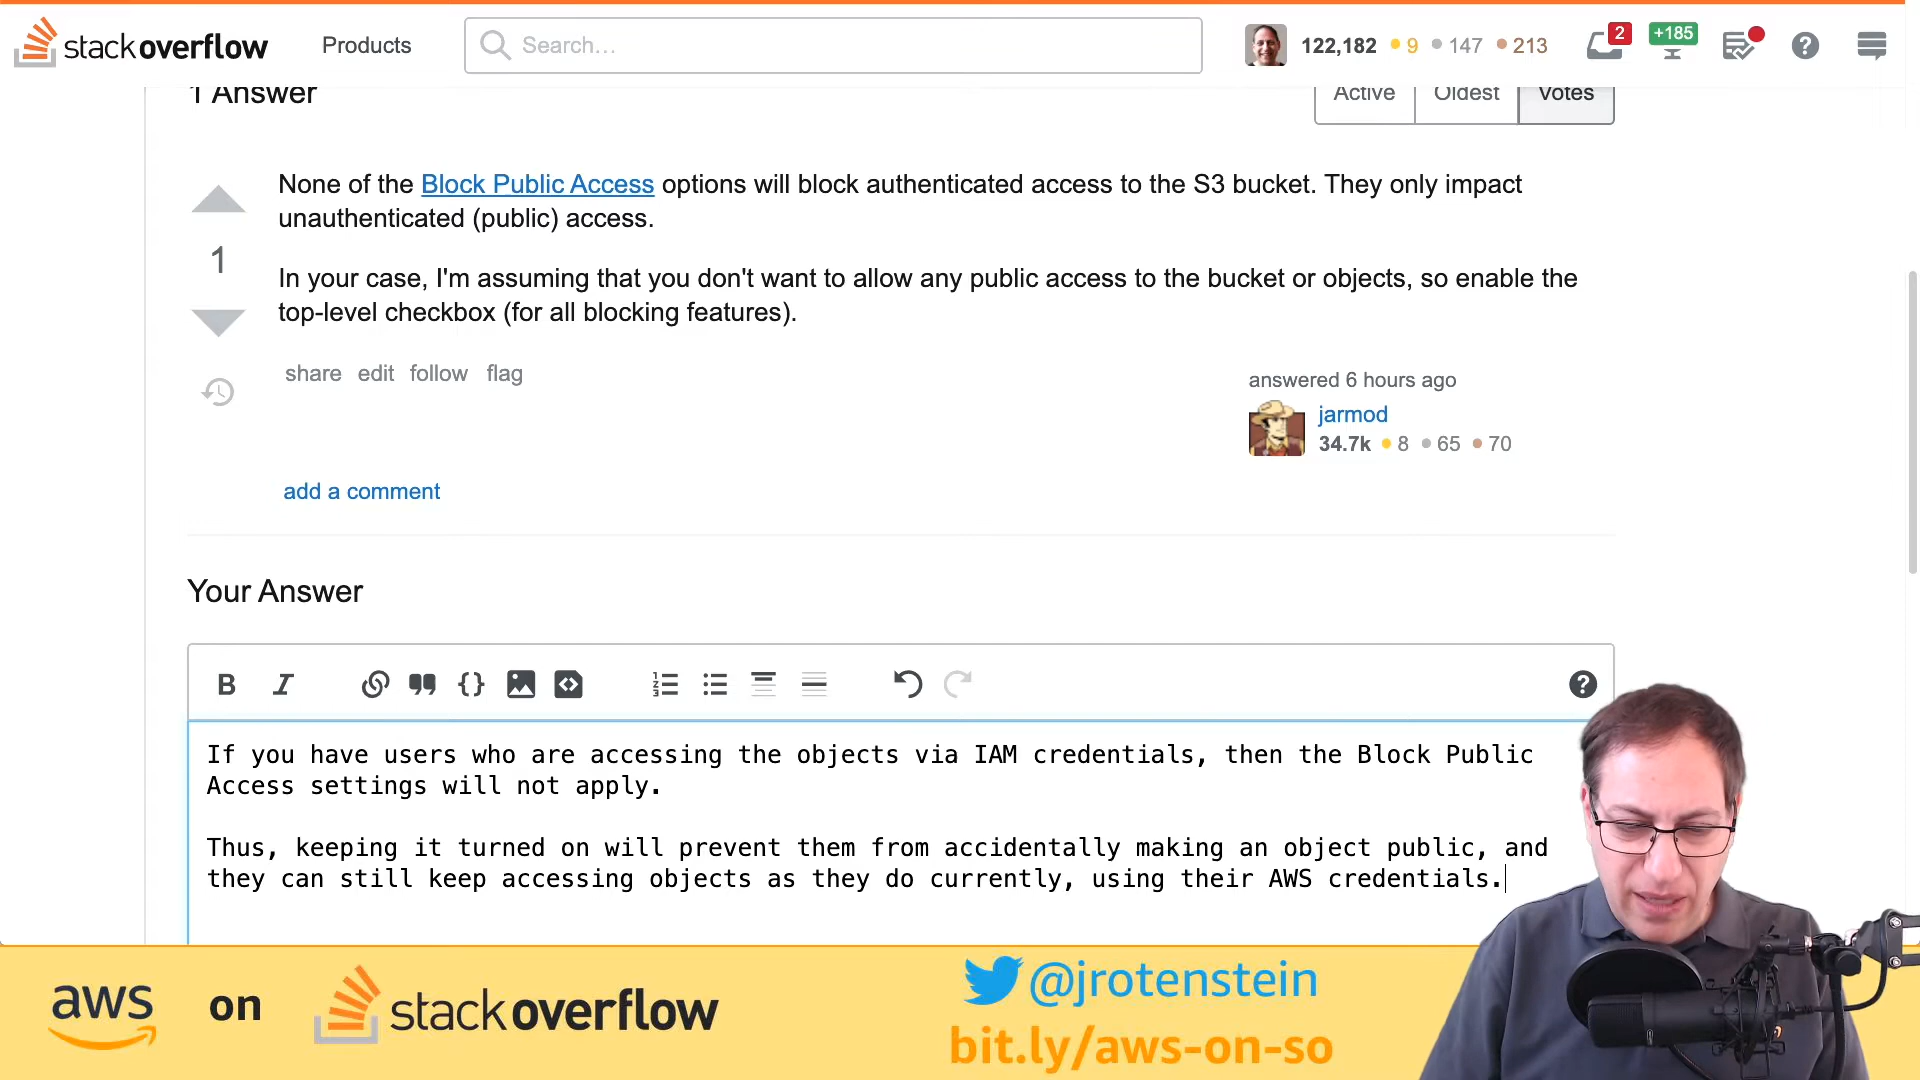 stackoverflow Products Search... 122,182 9 147 213 2 +185
1 Answer Active Oldest Votes
None of the Block Public Access options will block authenticated access to the S3 bucket. They only impact
unauthenticated (public) access.
1
In your case, I'm assuming that you don't want to allow any public access to the bucket or objects, so enable the
top-level checkbox (for all blocking features).
share edit follow flag
answered 6 hours ago
jarmod
34.7k 8 65 70
add a comment
Your Answer
B I
If you have users who are accessing the objects via IAM credentials, then the Block Public
Access settings will not apply.
Thus, keeping it turned on will prevent them from accidentally making an object public, and
they can still keep accessing objects as they do currently, using their AWS credentials.
aws on stackoverflow
@jrotenstein
bit.ly/aws-on-so